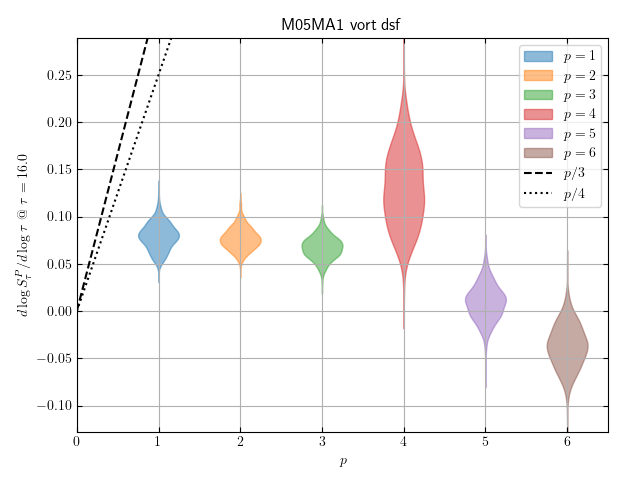 M05MA1 vort dsf
d log S_τ^p / d log τ @ τ = 16.0
0.25
0.20
0.15
0.10
0.05
0.00
−0.05
−0.10
0 1 2 3 4 5 6
p
p = 1
p = 2
p = 3
p = 4
p = 5
p = 6
p/3
p/4